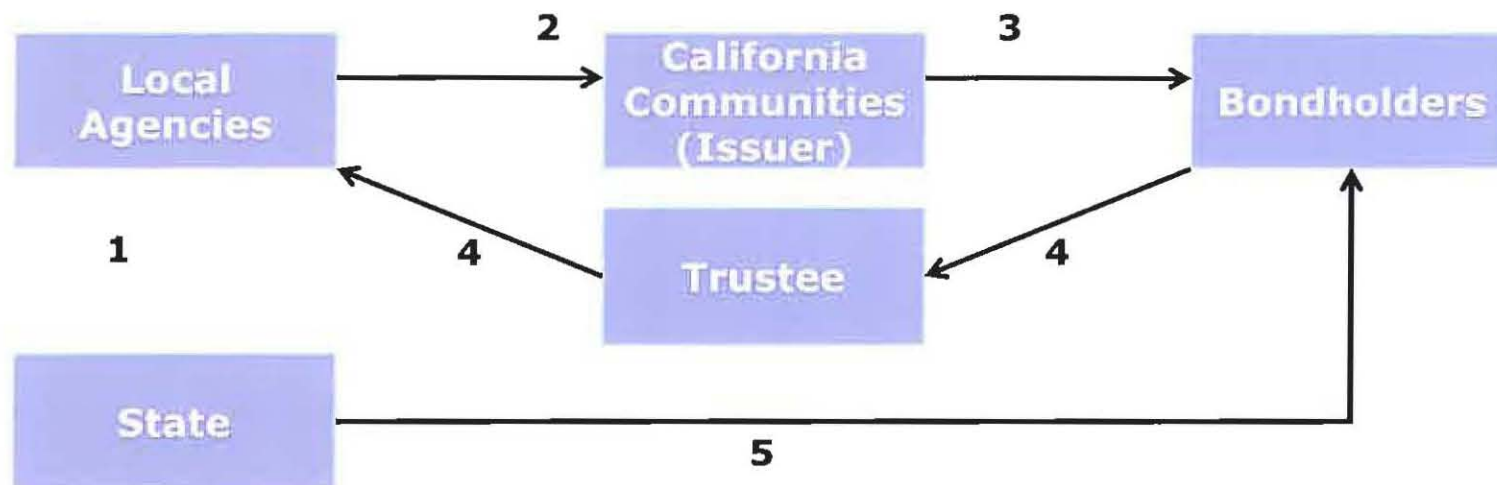 2
3
Local
Agencies
California
Communities
(Issuer)
Bondholders
1
4
Trustee
4
State
5